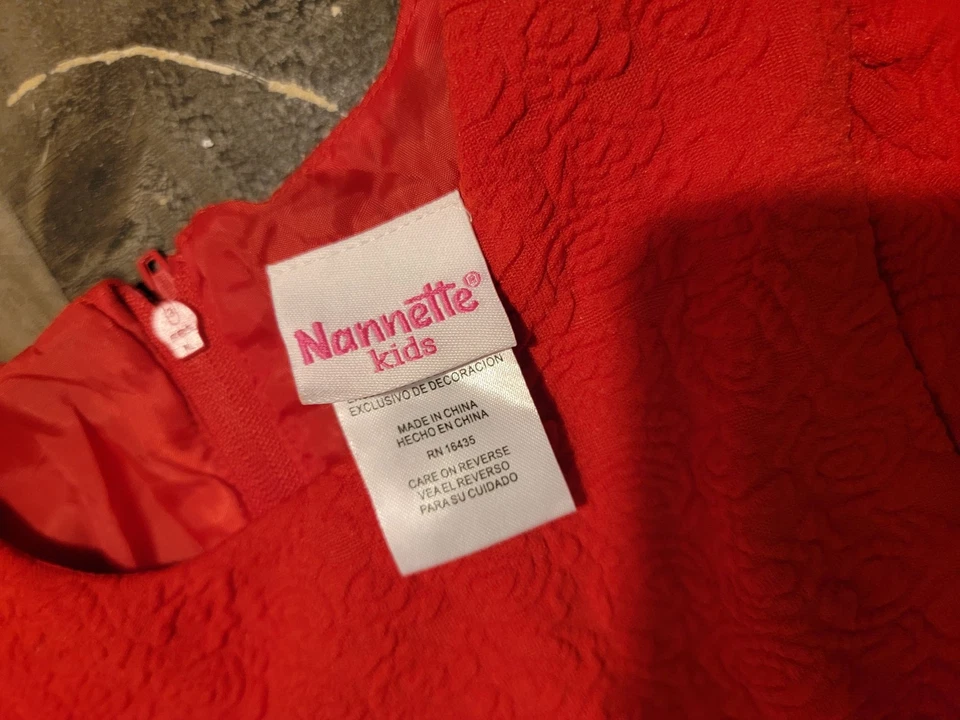 Nannette®
kids
EXCLUSIVO DE DECORACION
MADE IN CHINA
HECHO EN CHINA
RN 16435
CARE ON REVERSE
VEA EL REVERSO
PARA SU CUIDADO